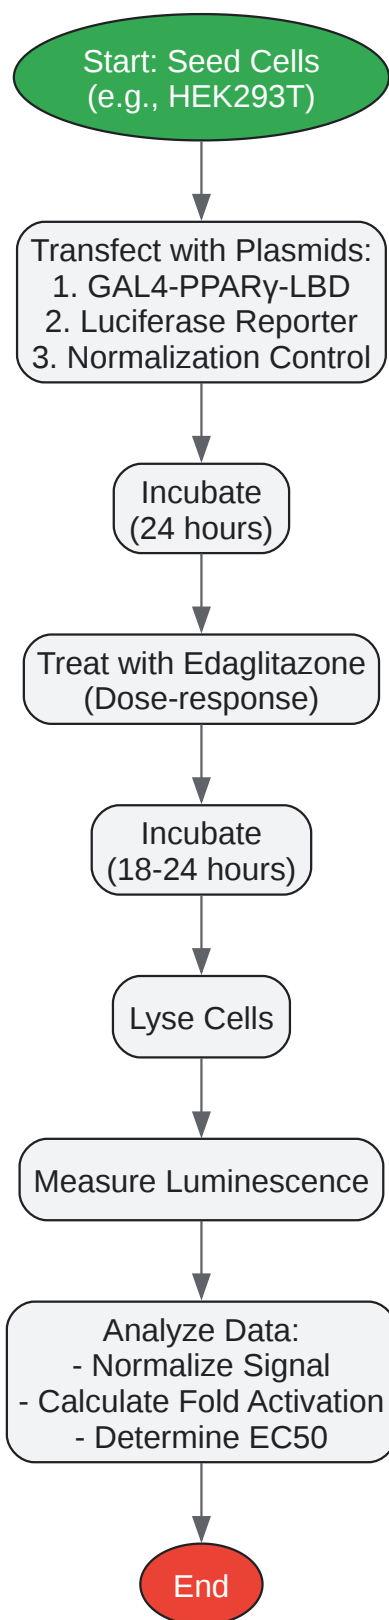 Start: Seed Cells
(e.g., HEK293T)
Transfect with Plasmids:
1. GAL4-PPARγ-LBD
2. Luciferase Reporter
3. Normalization Control
Incubate
(24 hours)
Treat with Edaglitazone
(Dose-response)
Incubate
(18-24 hours)
Lyse Cells
Measure Luminescence
Analyze Data:
- Normalize Signal
- Calculate Fold Activation
- Determine EC50
End